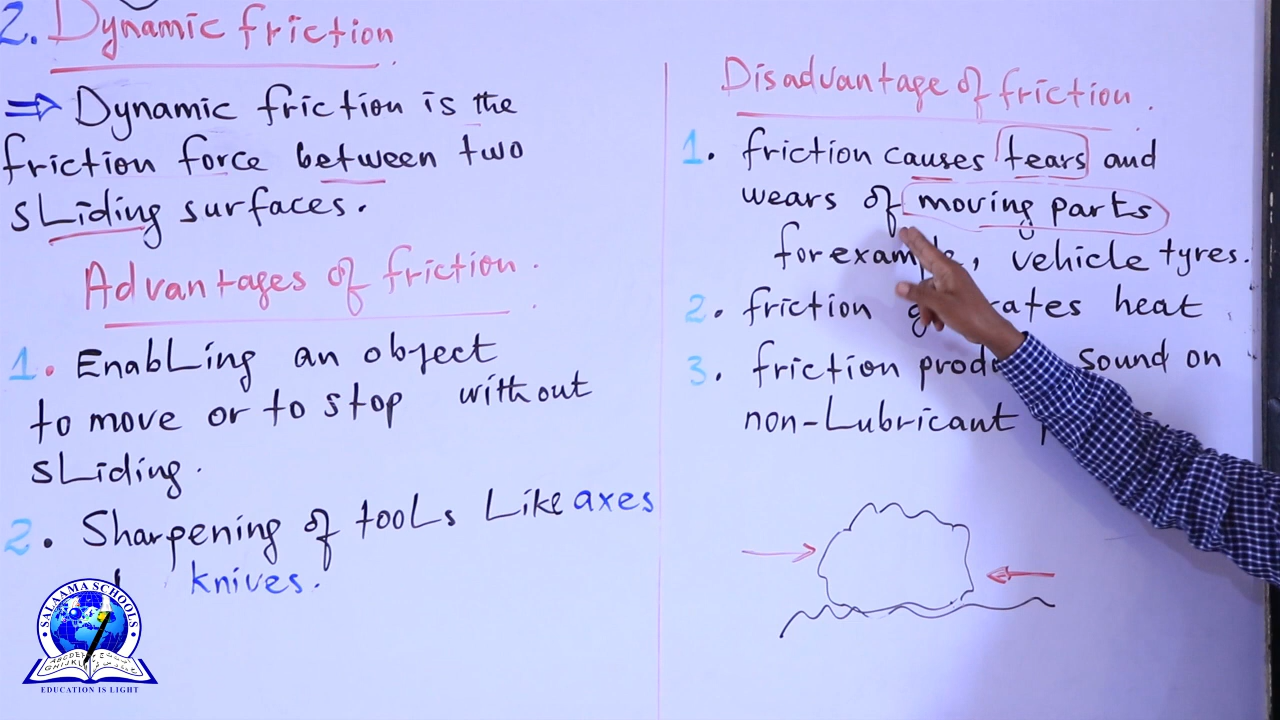 2. Dynamic friction
⇒ Dynamic friction is the
friction force between two
sliding surfaces.
Advantages of friction.
1. Enabling an object
to move or to stop without
sliding.
2. Sharpening of tools Like axes
knives.
Disadvantage of friction.
1. friction causes tears and
wears of moving parts
for example, vehicle tyres.
2. friction heat
3. friction sound on
non-Lubricant
SALAAMA SCHOOLS
EDUCATION IS LIGHT